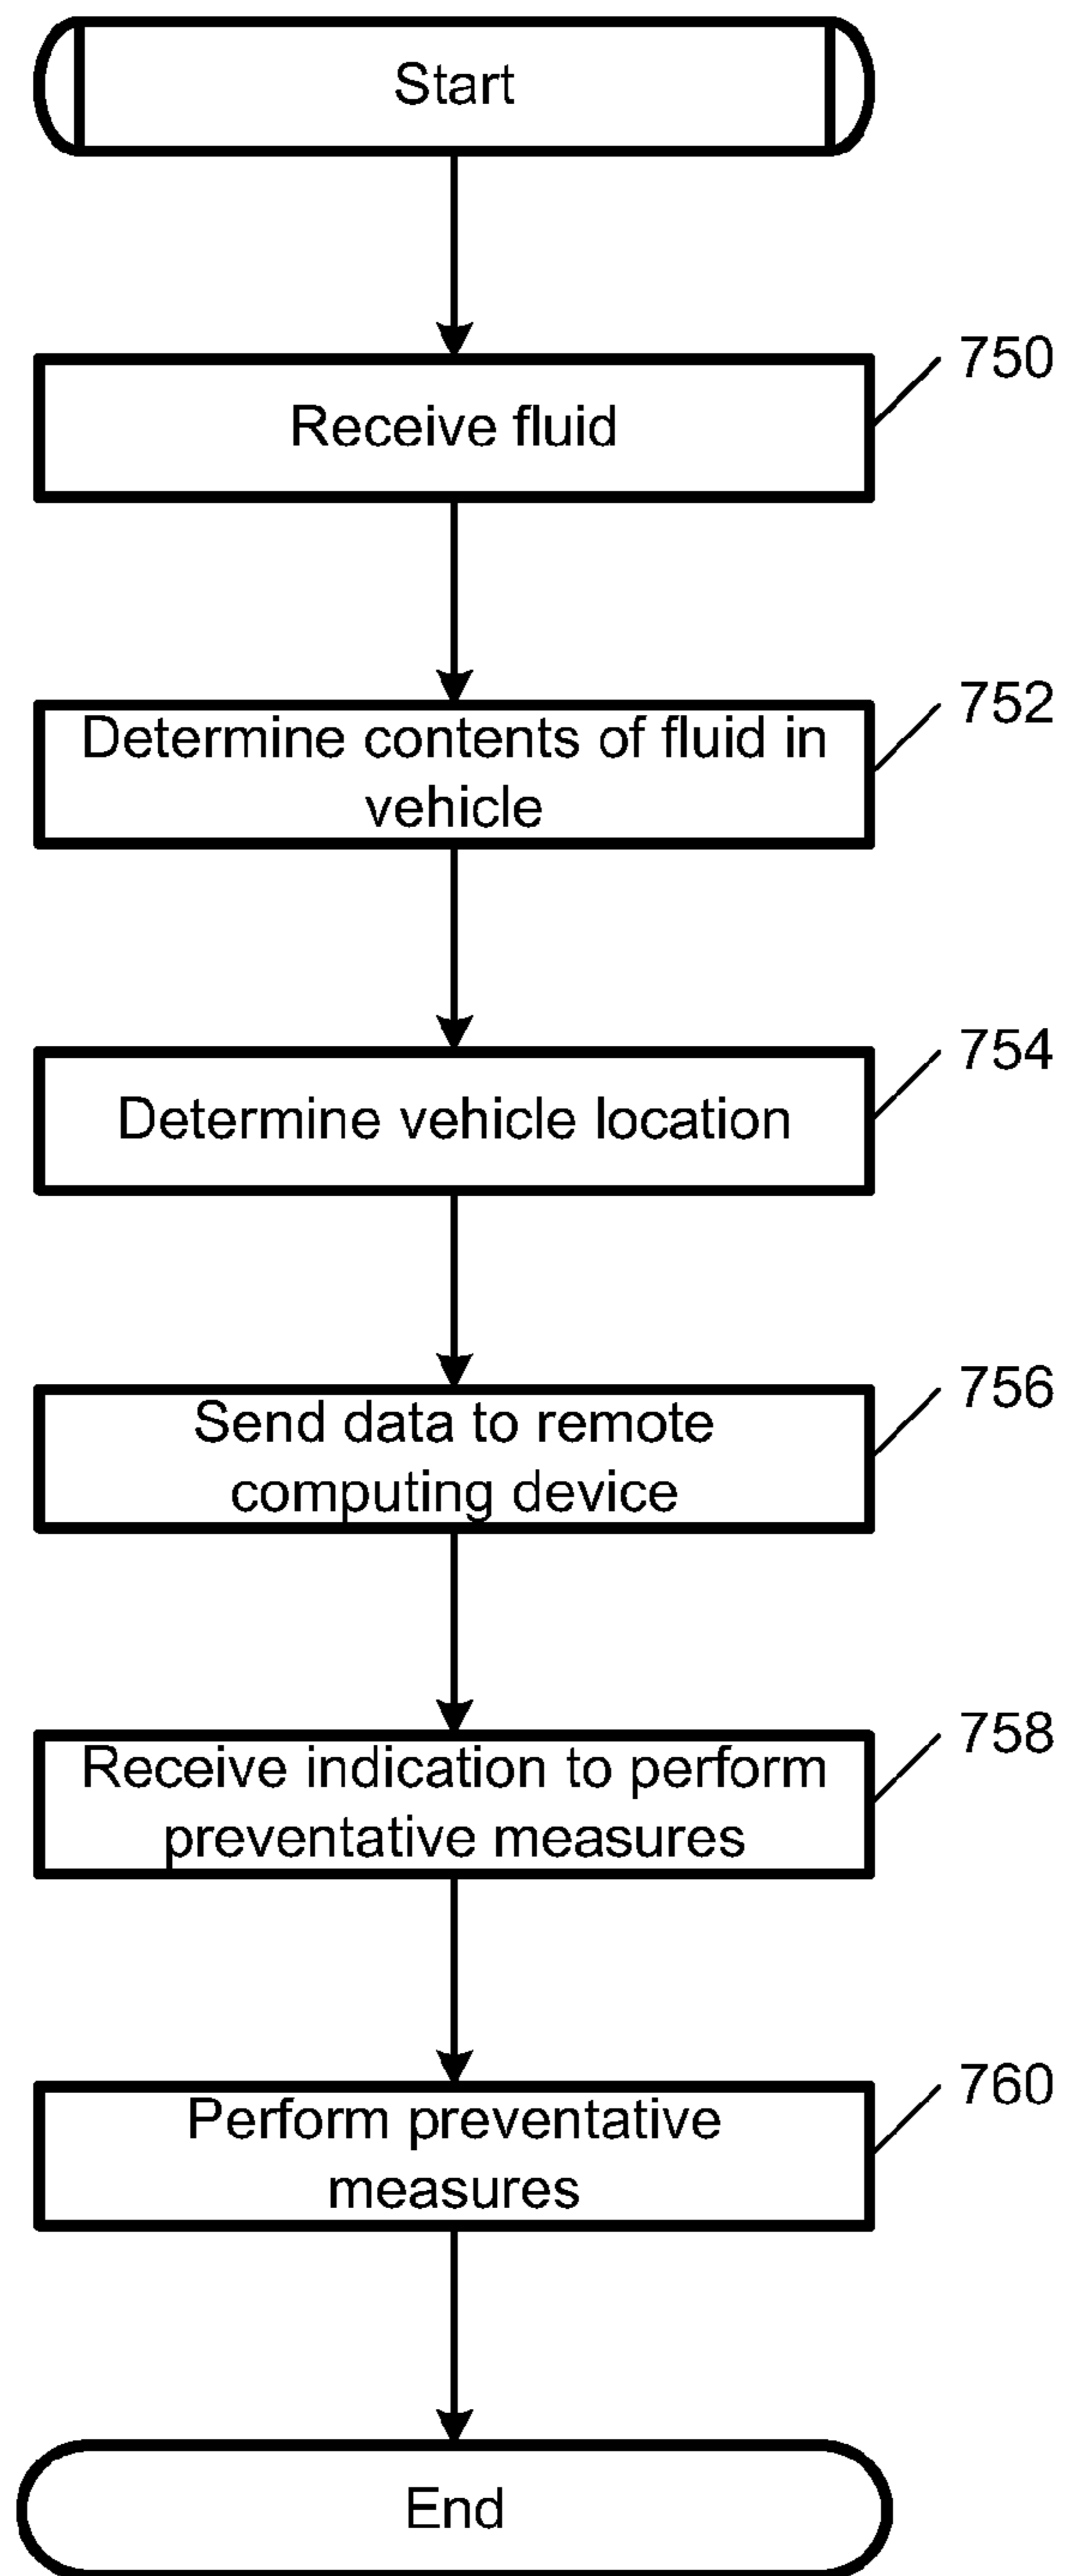 Start
750
Receive fluid
752
Determine contents of fluid in
vehicle
754
Determine vehicle location
756
Send data to remote
computing device
758
Receive indication to perform
preventative measures
760
Perform preventative
measures
End